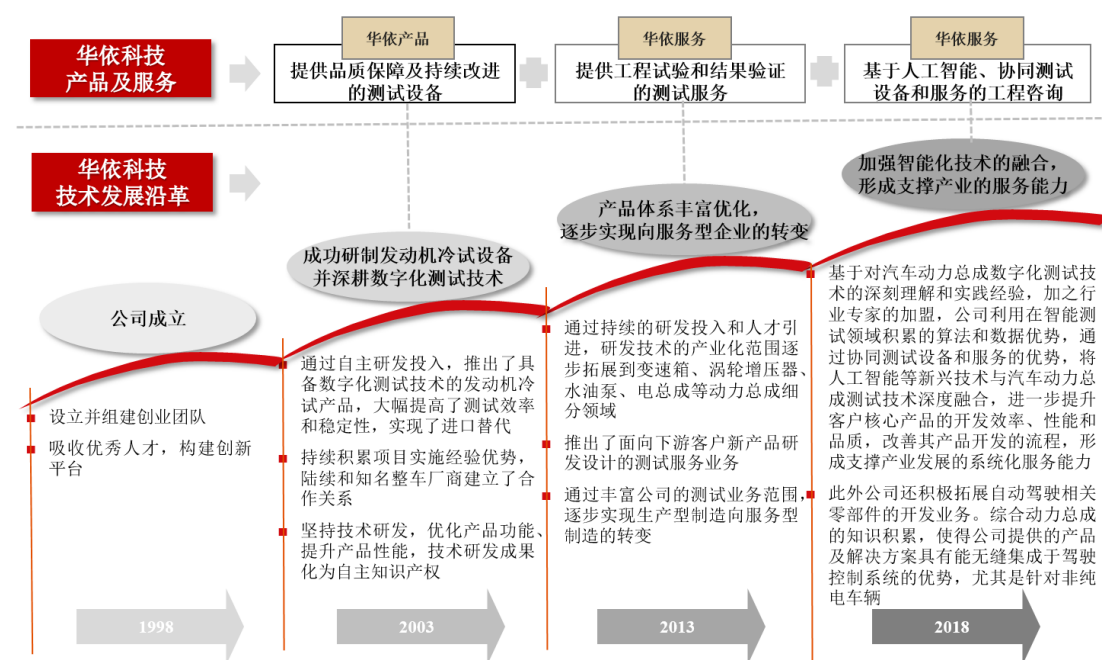 华依科技
产品及服务
华依产品
提供品质保障及持续改进
的测试设备
华依服务
提供工程试验和结果验证
的测试服务
华依服务
基于人工智能、协同测试
设备和服务的工程咨询
华依科技
技术发展沿革
公司成立
成功研制发动机冷试设备
并深耕数字化测试技术
产品体系丰富优化，
逐步实现向服务型企业的转变
加强智能化技术的融合，
形成支撑产业的服务能力
设立并组建创业团队
吸收优秀人才，构建创新
平台
通过自主研发投入，推出了具
备数字化测试技术的发动机冷
试产品，大幅提高了测试效率
和稳定性，实现了进口替代
持续积累项目实施经验优势，
陆续和知名整车厂商建立了合
作关系
坚持技术研发，优化产品功能、
提升产品性能，技术研发成果
化为自主知识产权
通过持续的研发投入和人才引
进，研发技术的产业化范围逐
步拓展到变速箱、涡轮增压器、
水油泵、电总成等动力总成细
分领域
推出了面向下游客户新产品研
发设计的测试服务业务
通过丰富公司的测试业务范围，
逐步实现生产型制造向服务型
制造的转变
基于对汽车动力总成数字化测试技
术的深刻理解和实践经验，加之行
业专家的加盟，公司利用在智能测
试领域积累的算法和数据优势，通
过协同测试设备和服务的优势，将
人工智能等新兴技术与汽车动力总
成测试技术深度融合，进一步提升
客户核心产品的开发效率、性能和
品质，改善其产品开发的流程，形
成支撑产业发展的系统化服务能力
此外公司还积极拓展自动驾驶相关
零部件的开发业务。综合动力总成
的知识积累，使得公司提供的产品
及解决方案具有能无缝集成于驾驶
控制系统的优势，尤其是针对非纯
电车辆
1998
2003
2013
2018